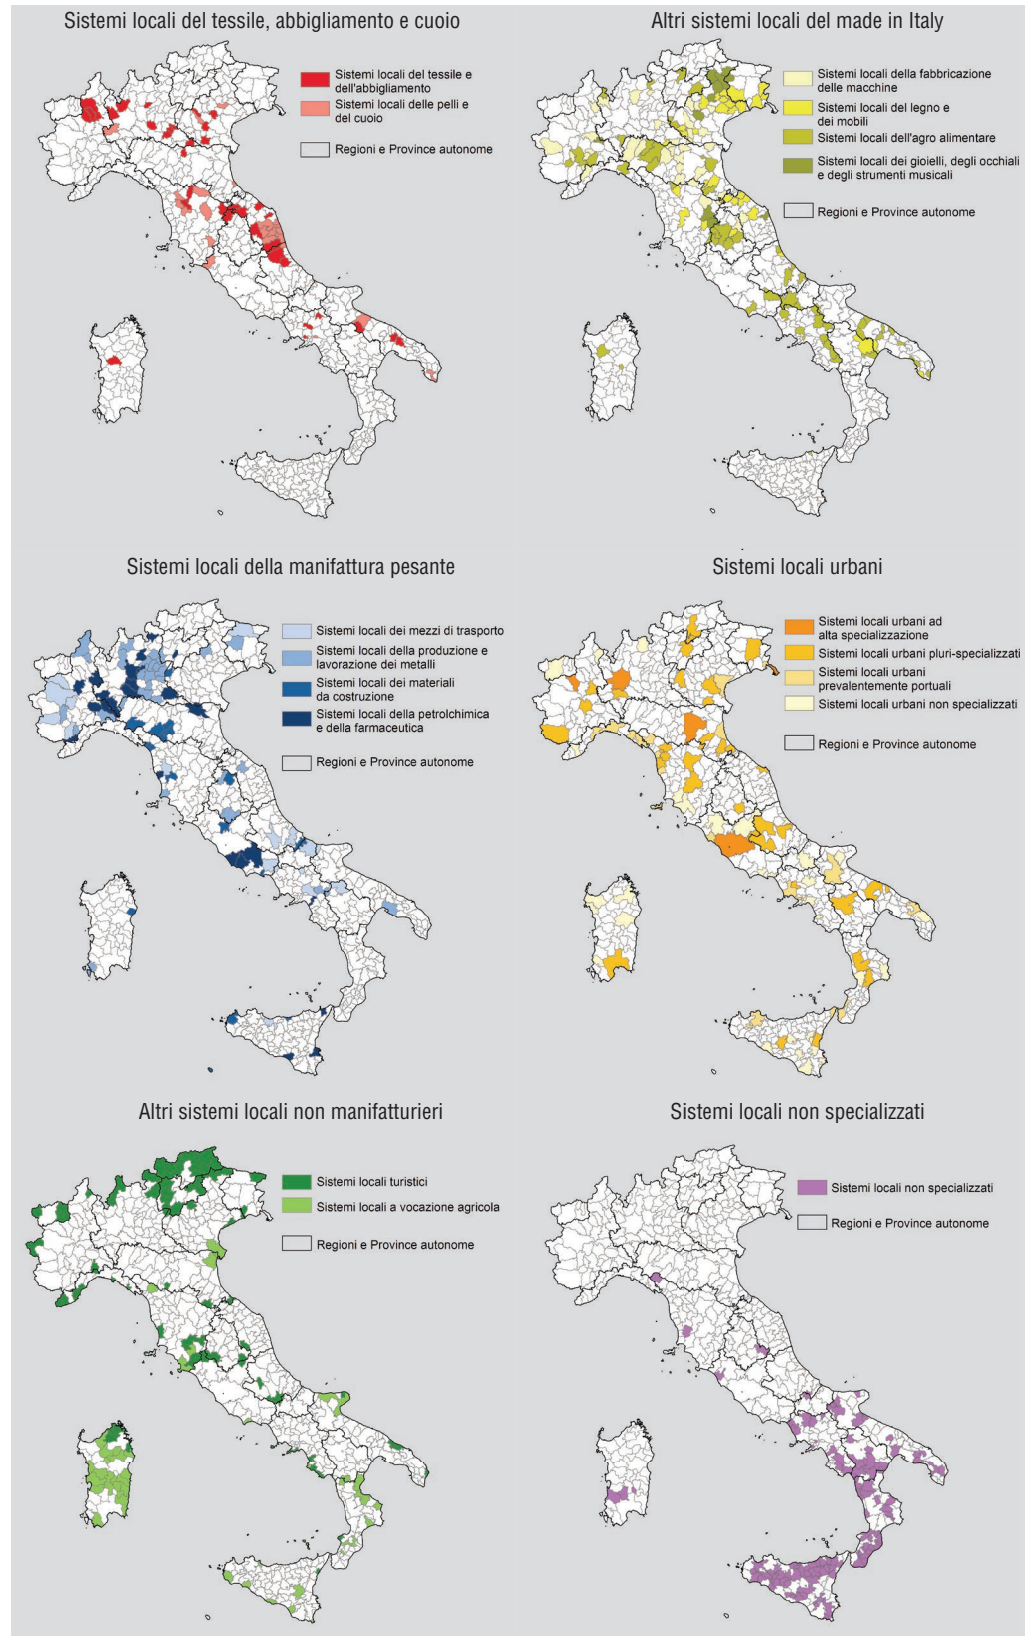 Sistemi locali del tessile, abbigliamento e cuoio
Sistemi locali del tessile e
dell'abbigliamento
Sistemi locali delle pelli e
del cuoio
Regioni e Province autonome
Altri sistemi locali del made in Italy
Sistemi locali della fabbricazione
delle macchine
Sistemi locali del legno e
dei mobili
Sistemi locali dell'agro alimentare
Sistemi locali dei gioielli, degli occhiali
e degli strumenti musicali
Regioni e Province autonome
Sistemi locali della manifattura pesante
Sistemi locali dei mezzi di trasporto
Sistemi locali della produzione e
lavorazione dei metalli
Sistemi locali dei materiali
da costruzione
Sistemi locali della petrolchimica
e della farmaceutica
Regioni e Province autonome
Sistemi locali urbani
Sistemi locali urbani ad
alta specializzazione
Sistemi locali urbani pluri-specializzati
Sistemi locali urbani
prevalentemente portuali
Sistemi locali urbani non specializzati
Regioni e Province autonome
Altri sistemi locali non manifatturieri
Sistemi locali turistici
Sistemi locali a vocazione agricola
Regioni e Province autonome
Sistemi locali non specializzati
Sistemi locali non specializzati
Regioni e Province autonome